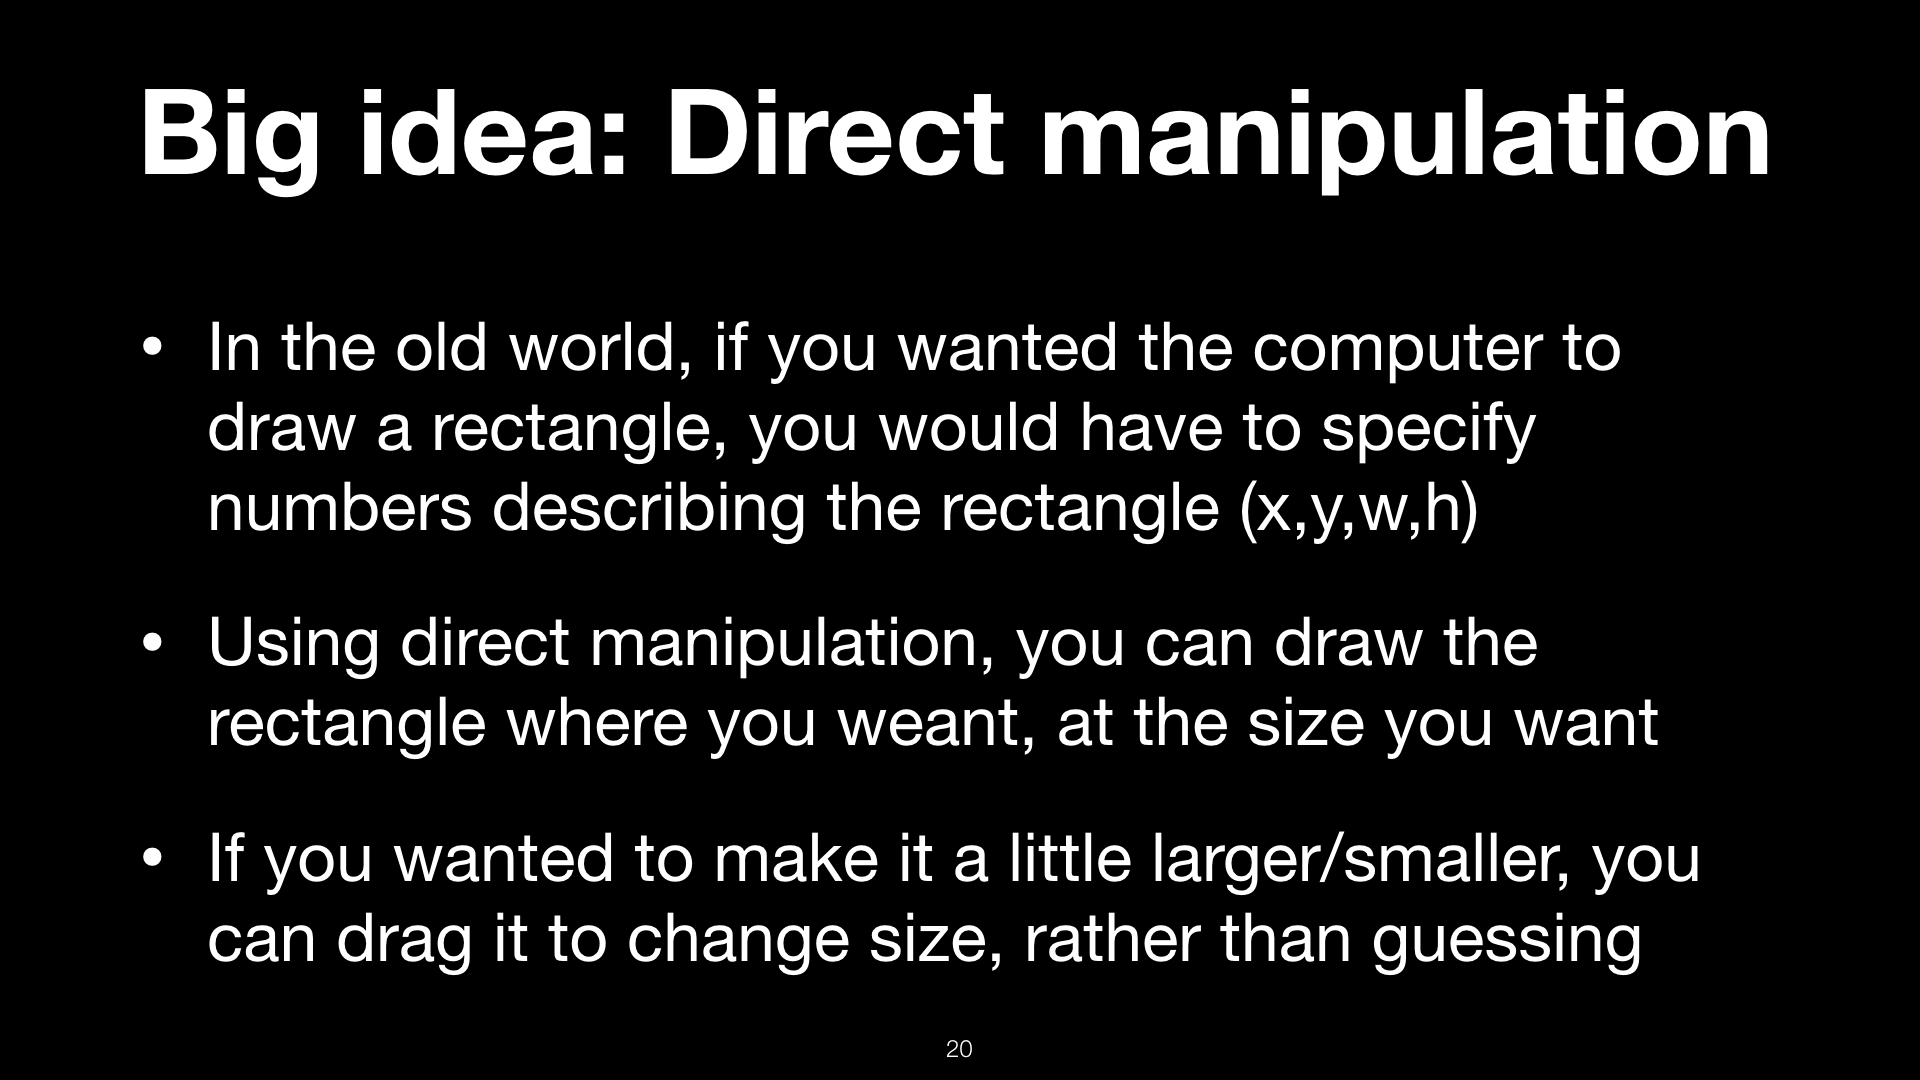 Big idea: Direct manipulation
• In the old world, if you wanted the computer to
draw a rectangle, you would have to specify
numbers describing the rectangle (x,y,w,h)
• Using direct manipulation, you can draw the
rectangle where you weant, at the size you want
• If you wanted to make it a little larger/smaller, you
can drag it to change size, rather than guessing
20